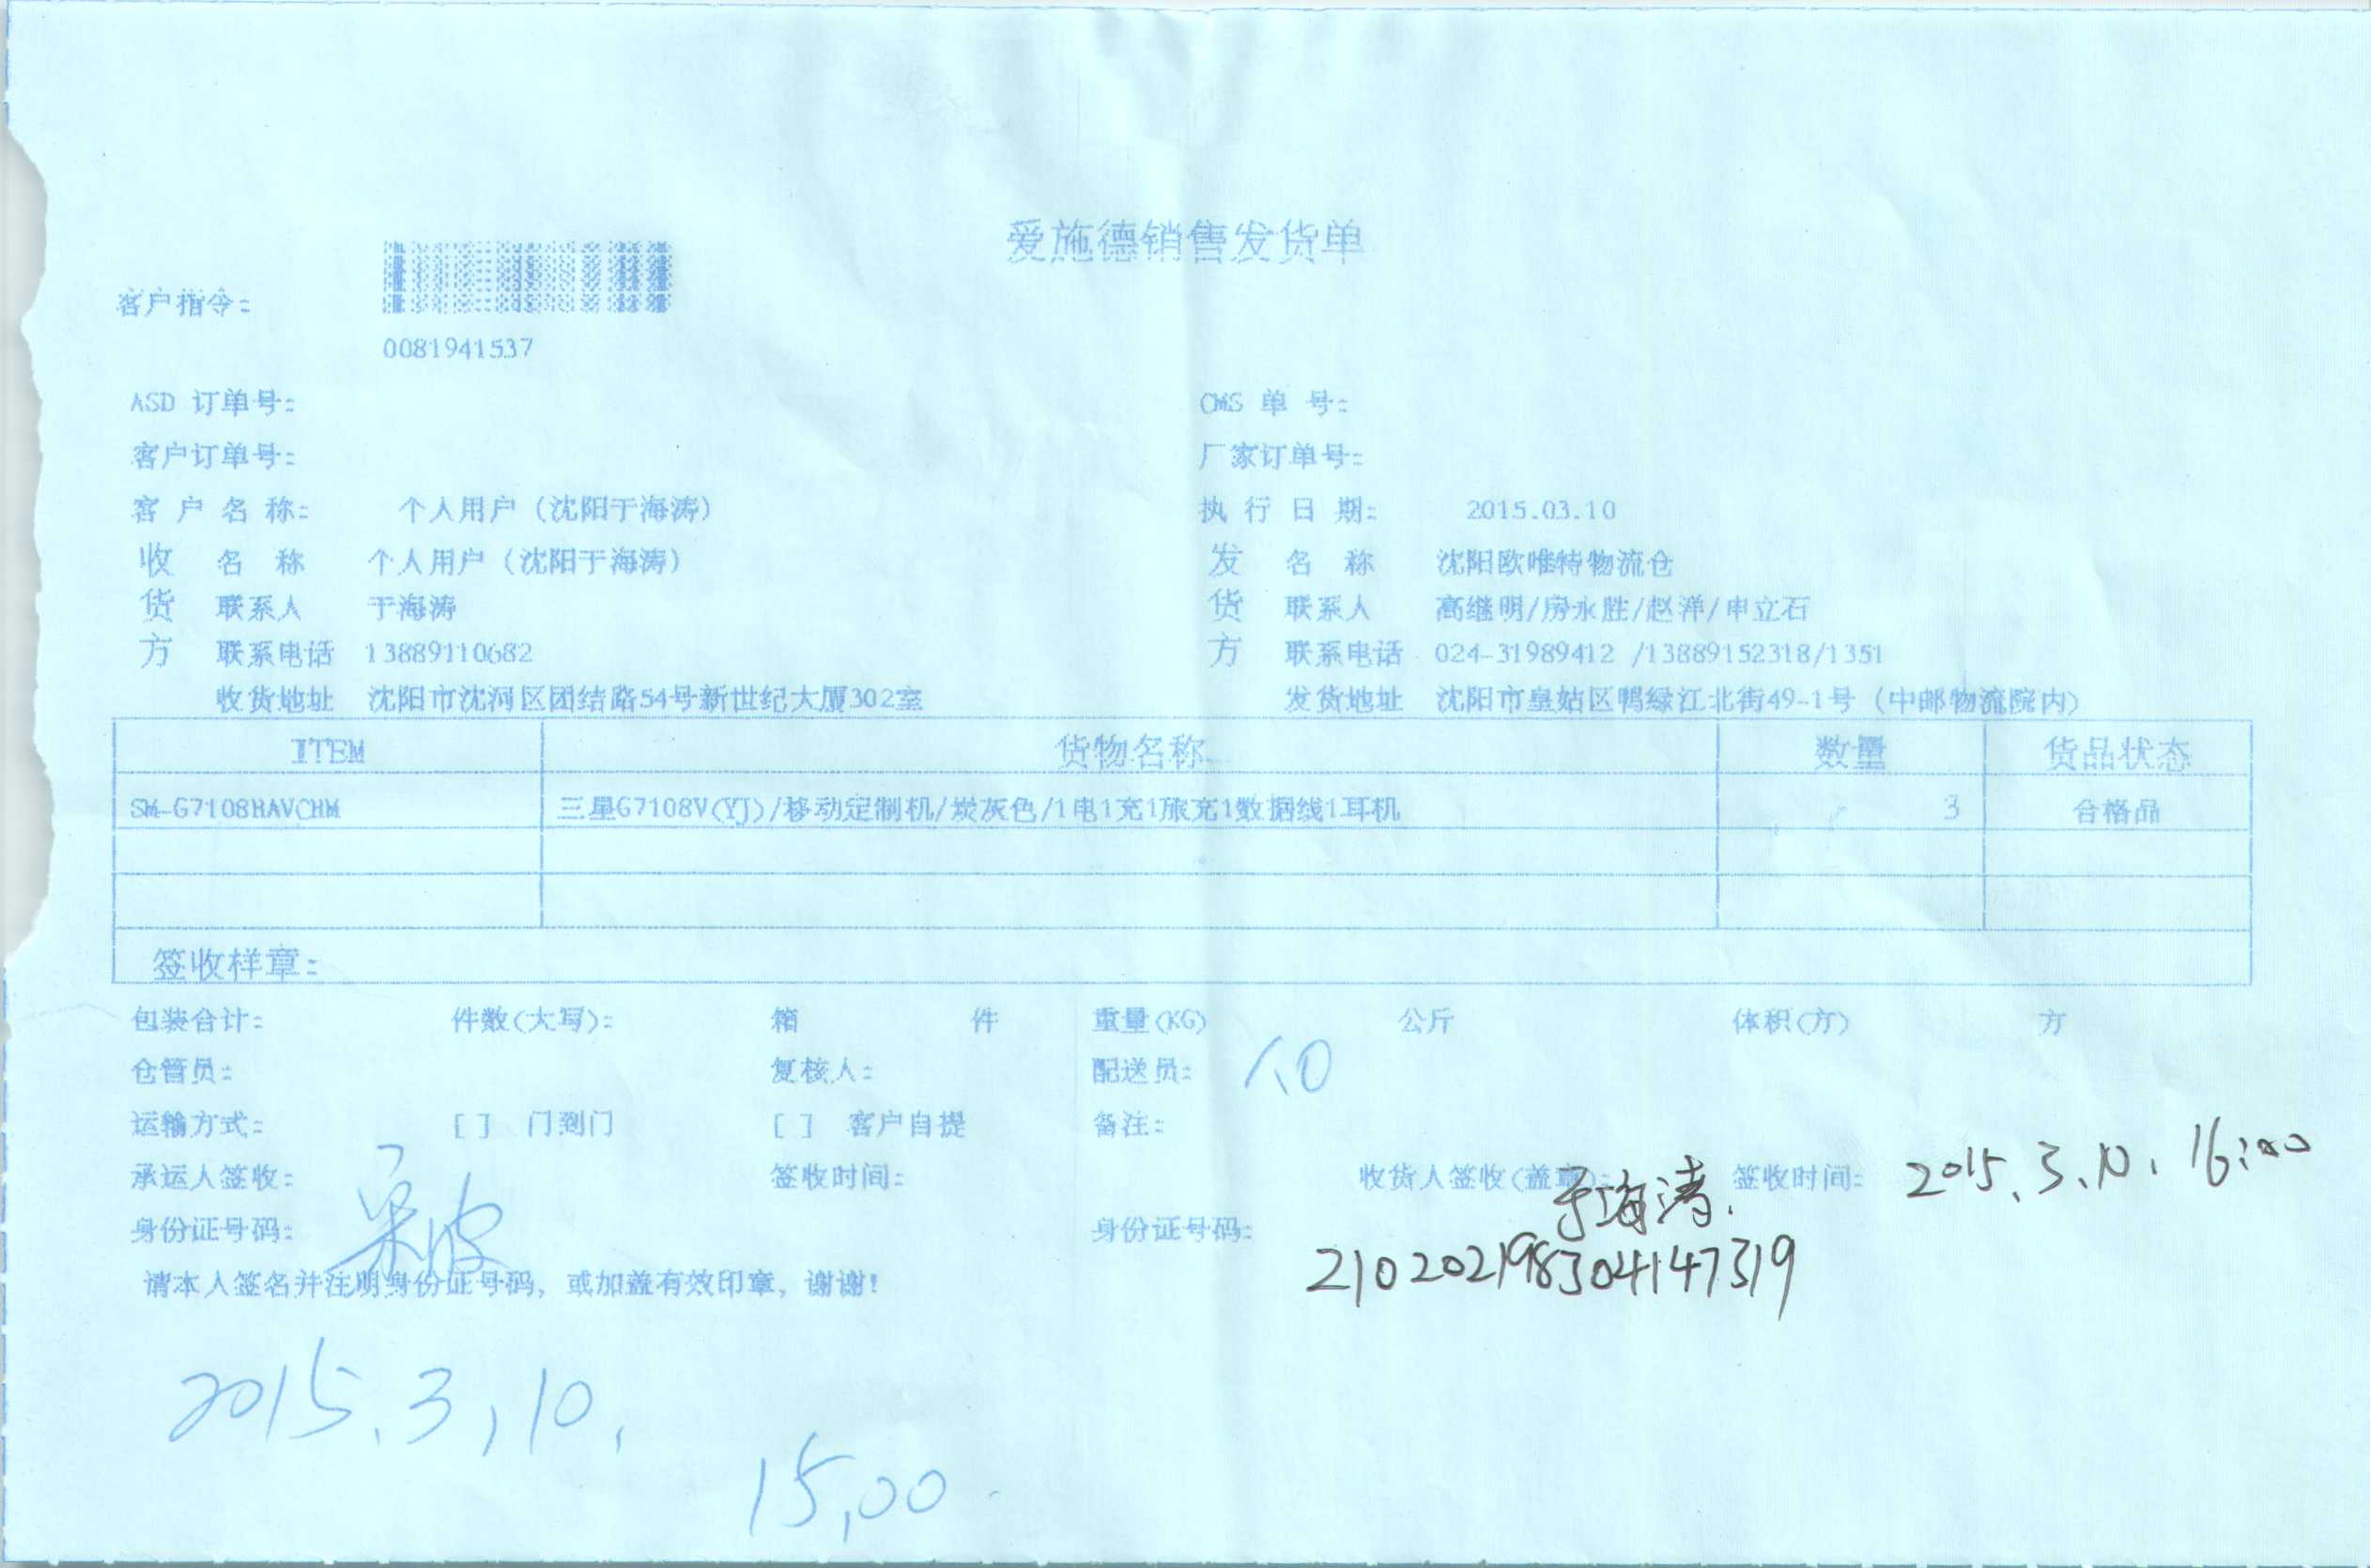 爱施德销售发货单
客户指令:
0081941537
ASD 订单号: CMS 单 号:
客户订单号: 厂家订单号:
客 户 名 称: 个人用户（沈阳于海涛） 执 行 日 期: 2015.03.10
收 名 称 个人用户（沈阳于海涛） 发 名 称 沈阳欧唯特物流仓
货 联系人 于海涛 货 联系人 高继明/房永胜/赵洋/申立石
方 联系电话 13889110682 方 联系电话 024-31989412 /13889152318/1351
收货地址 沈阳市沈河区团结路54号新世纪大厦302室 发货地址 沈阳市皇姑区鸭绿江北街49-1号（中邮物流院内）
ITEM 货物名称 数量 货品状态
SM-G7108HAVCHM 三星G7108V(YJ)/移动定制机/炭灰色/1电1充1旅充1数据线1耳机 3 合格品
签收样章:
包装合计: 件数(大写): 箱 件 重量(KG) 公斤 体积(方) 方
仓管员: 复核人: 配送员:
运输方式: [ ] 门到门 [ ] 客户自提 备注:
承运人签收: 签收时间: 收货人签收(盖章): 于海涛. 签收时间: 2015.3.10. 16:00
身份证号码: 身份证号码: 210202198304147319
请本人签名并注明身份证号码, 或加盖有效印章, 谢谢!
2015.3,10.
15,00